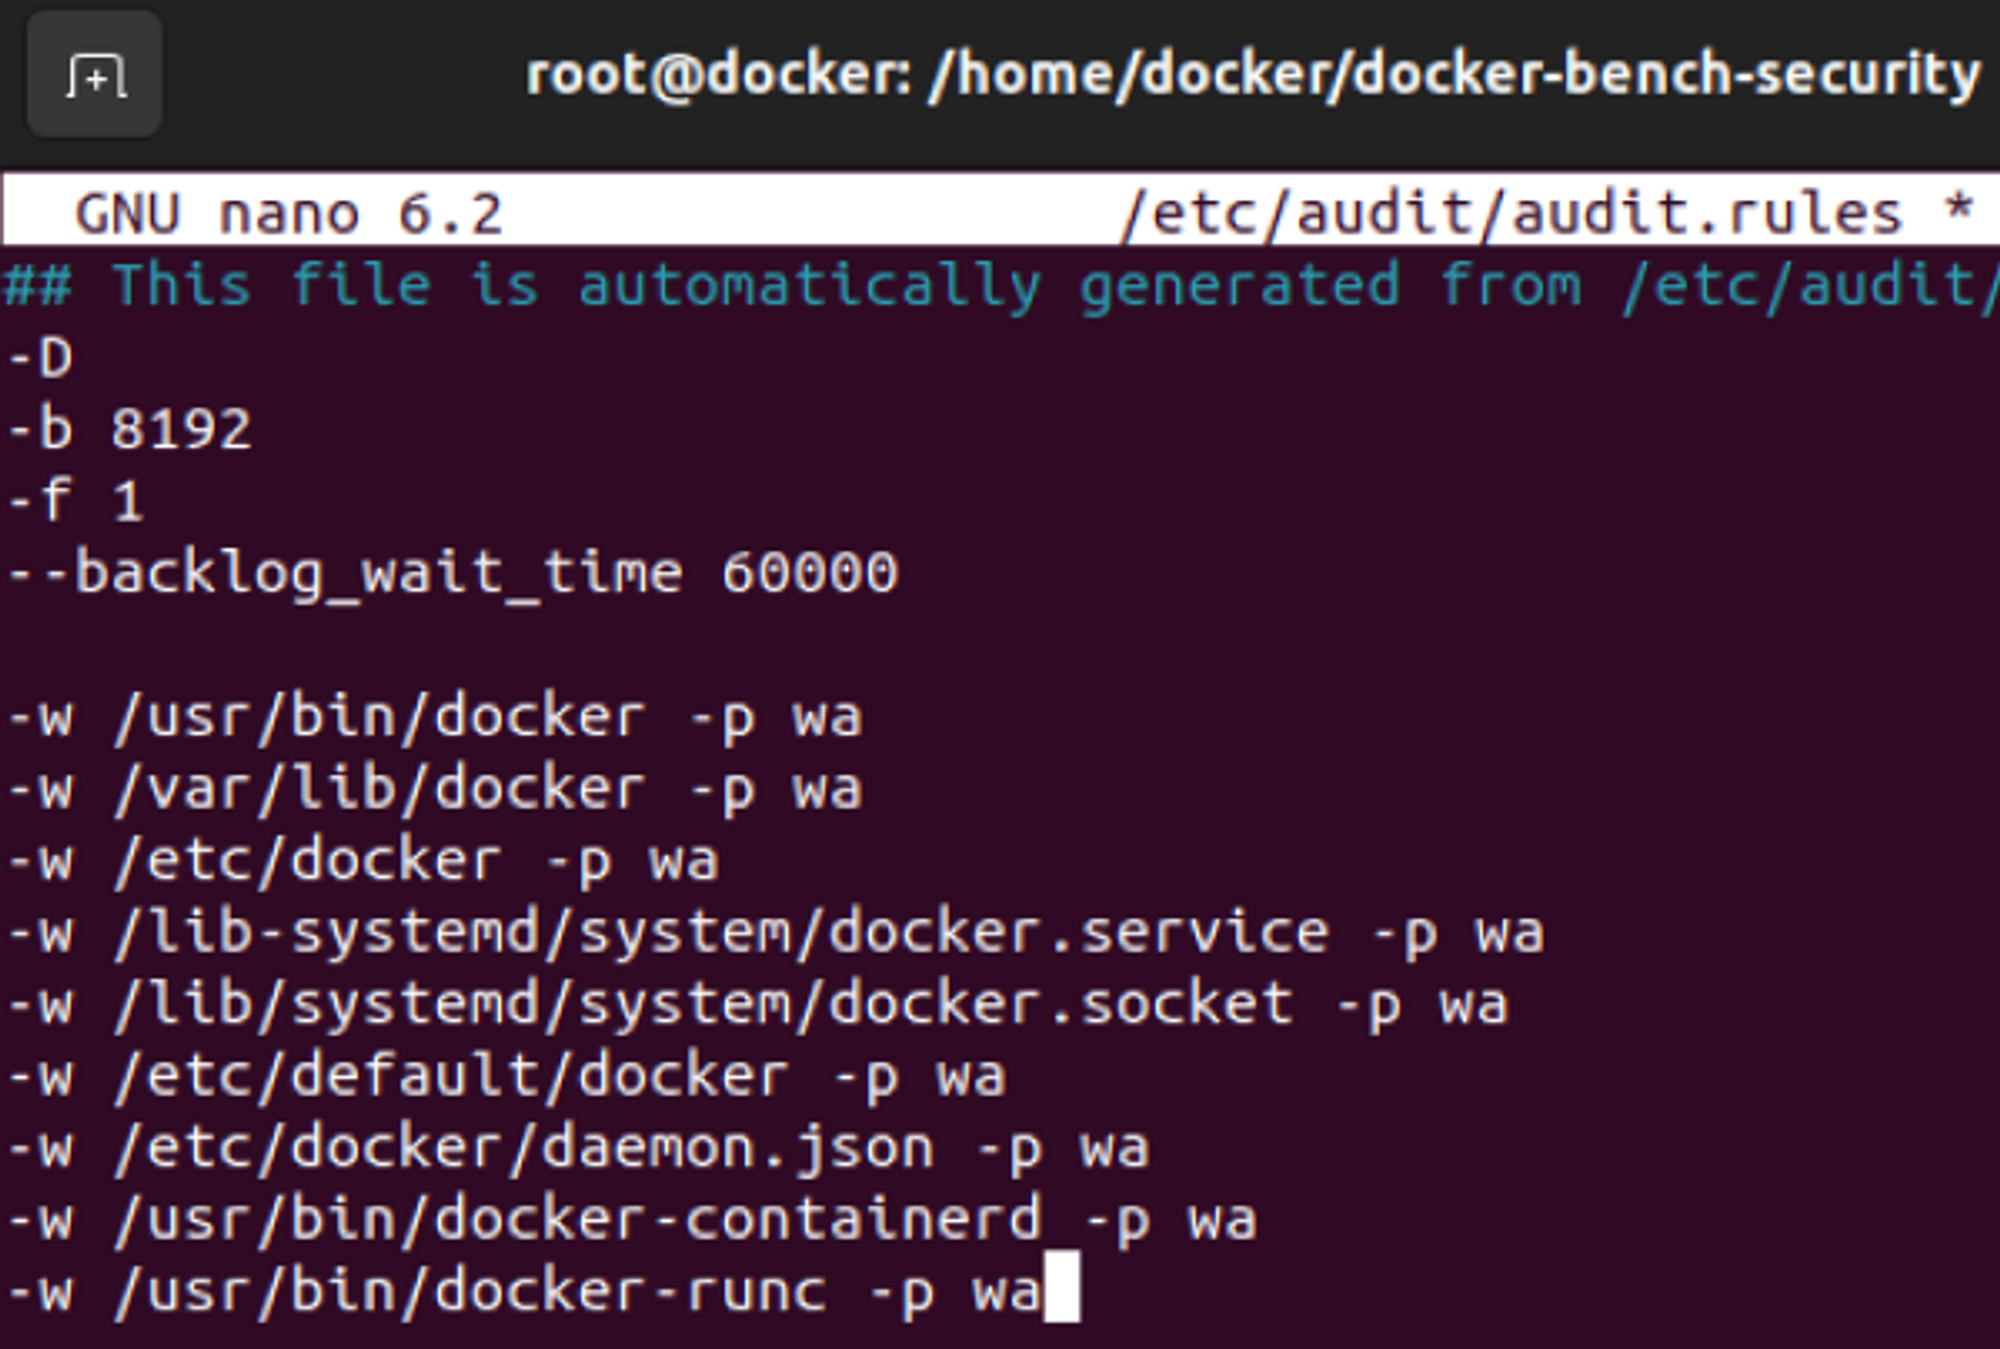 root@docker: /home/docker/docker-bench-security
GNU nano 6.2 /etc/audit/audit.rules *
## This file is automatically generated from /etc/audit/
-D
-b 8192
-f 1
--backlog_wait_time 60000
-w /usr/bin/docker -p wa
-w /var/lib/docker -p wa
-w /etc/docker -p wa
-w /lib-systemd/system/docker.service -p wa
-w /lib/systemd/system/docker.socket -p wa
-w /etc/default/docker -p wa
-w /etc/docker/daemon.json -p wa
-w /usr/bin/docker-containerd -p wa
-w /usr/bin/docker-runc -p wa